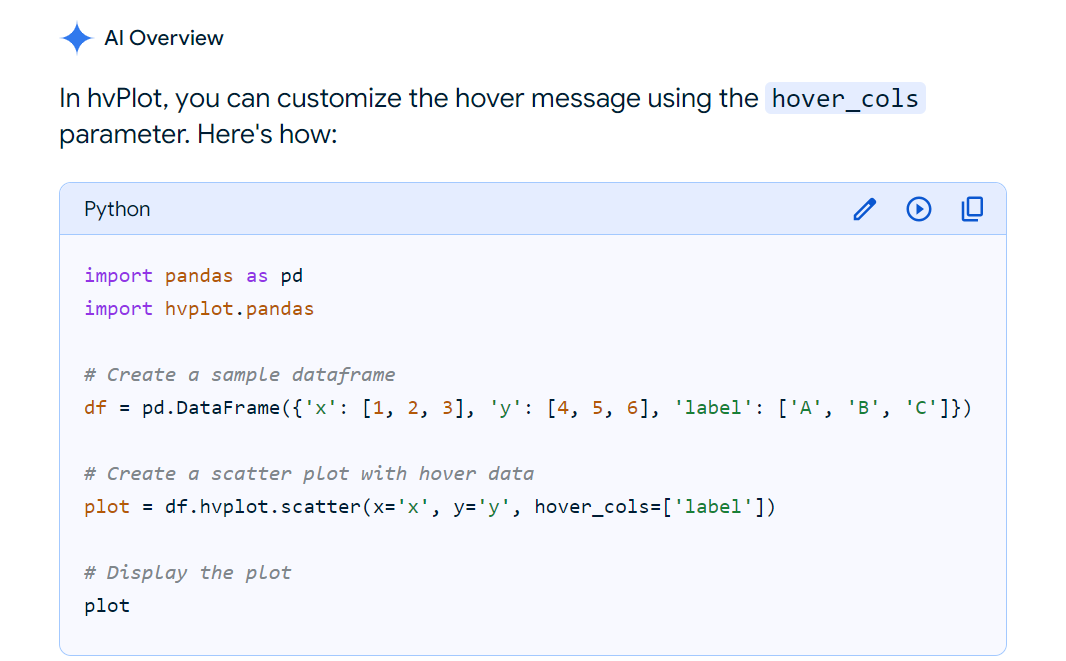 AI Overview
In hvPlot, you can customize the hover message using the hover_cols
parameter. Here's how:
Python
import pandas as pd
import hvplot.pandas
# Create a sample dataframe
df = pd.DataFrame({'x': [1, 2, 3], 'y': [4, 5, 6], 'label': ['A', 'B', 'C']})
# Create a scatter plot with hover data
plot = df.hvplot.scatter(x='x', y='y', hover_cols=['label'])
# Display the plot
plot